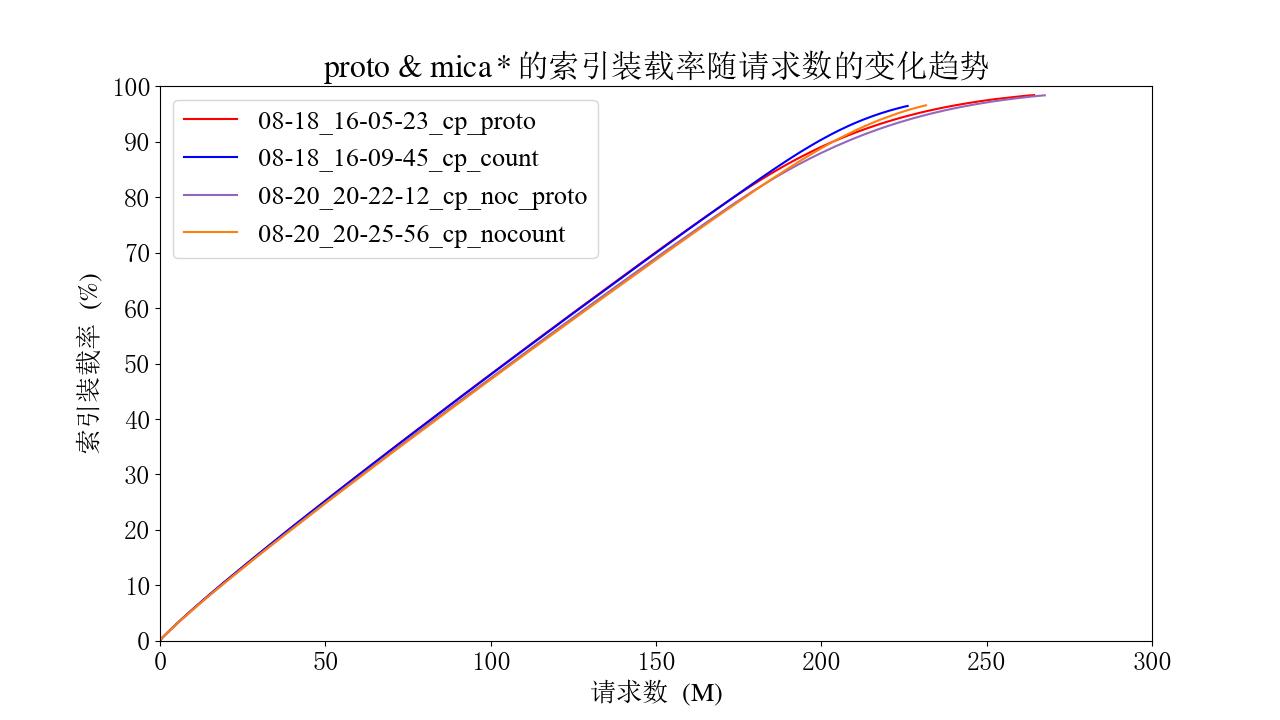 proto & mica * 的索引装载率随请求数的变化趋势
100
90
80
70
60
50
40
30
20
10
0
索引装载率 (%)
08-18_16-05-23_cp_proto
08-18_16-09-45_cp_count
08-20_20-22-12_cp_noc_proto
08-20_20-25-56_cp_nocount
0 50 100 150 200 250 300
请求数 (M)